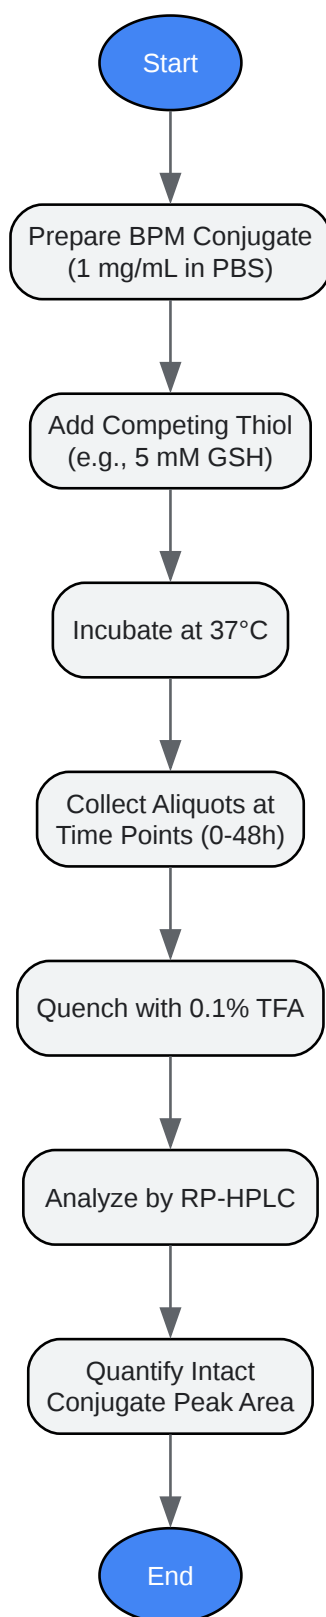 Start
Prepare BPM Conjugate
(1 mg/mL in PBS)
Add Competing Thiol
(e.g., 5 mM GSH)
Incubate at 37°C
Collect Aliquots at
Time Points (0-48h)
Quench with 0.1% TFA
Analyze by RP-HPLC
Quantify Intact
Conjugate Peak Area
End